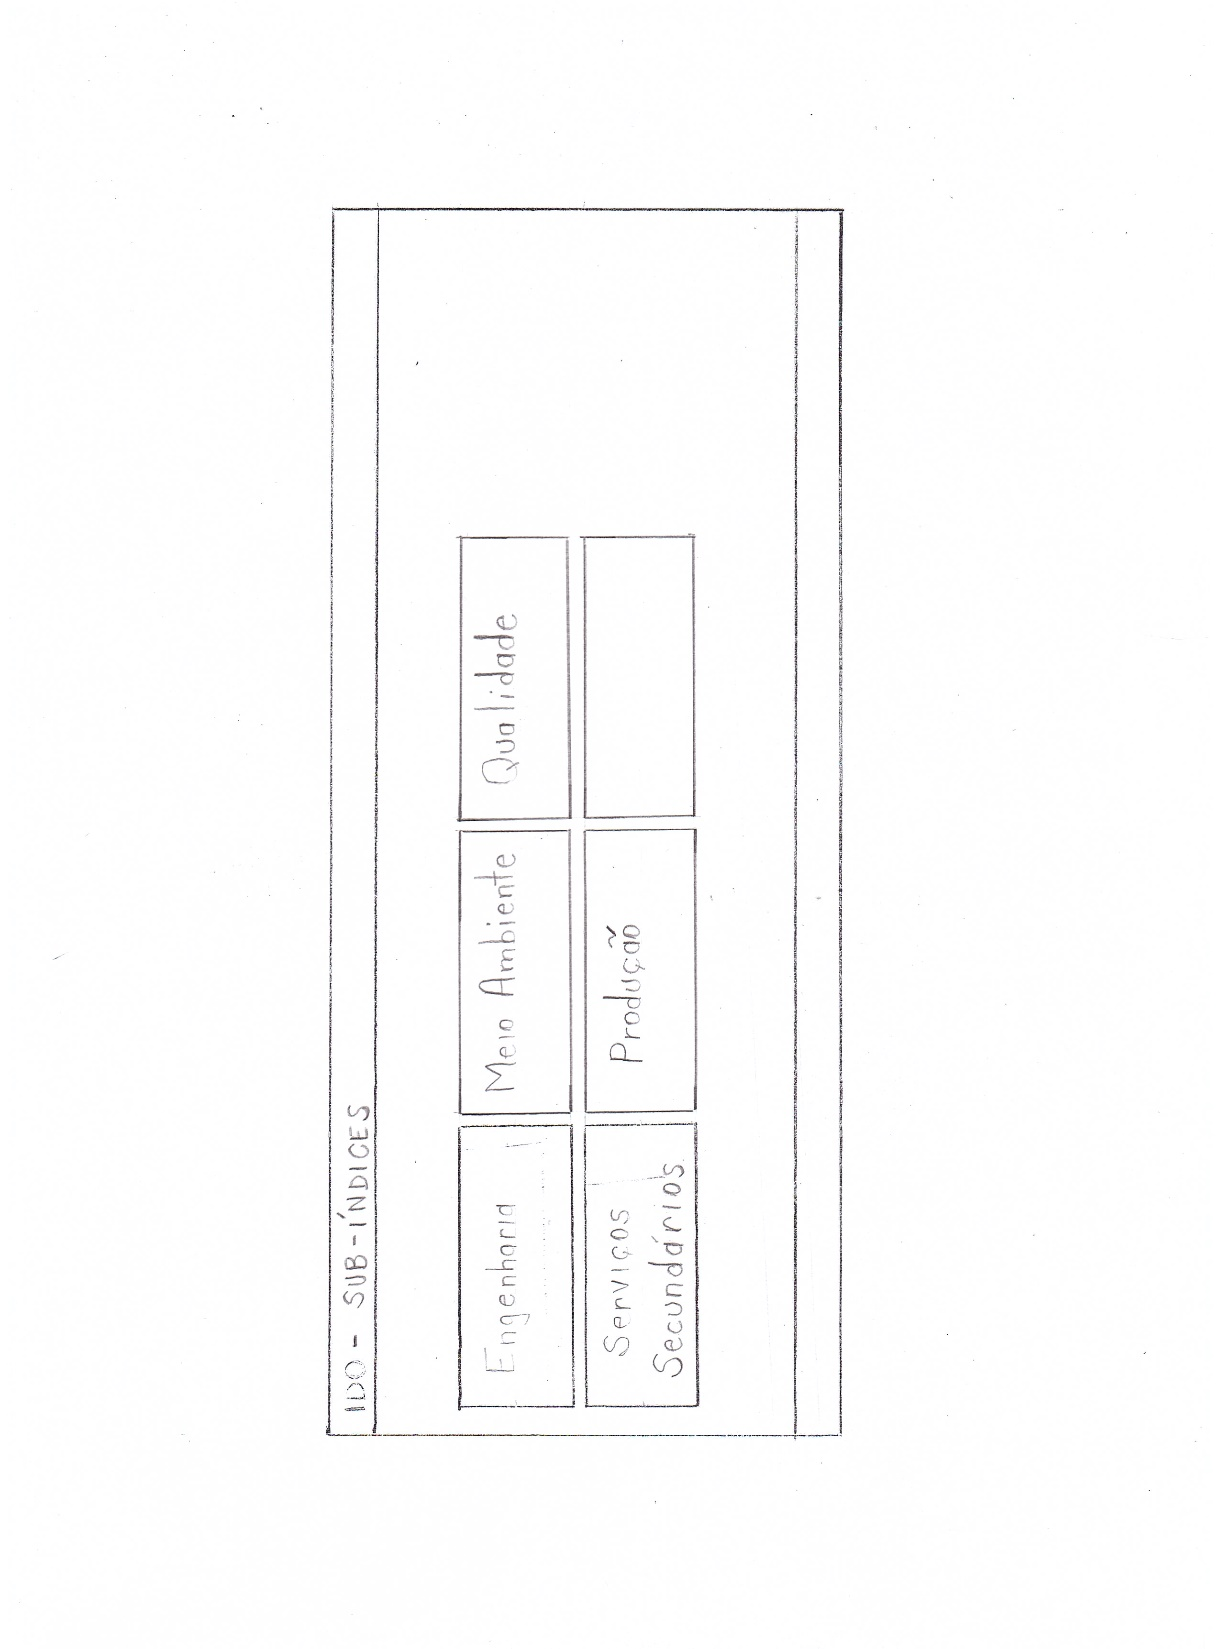 IDO - SUB-ÍNDICES
Engenharia
Meio Ambiente
Qualidade
Serviços
Secundários
Produção